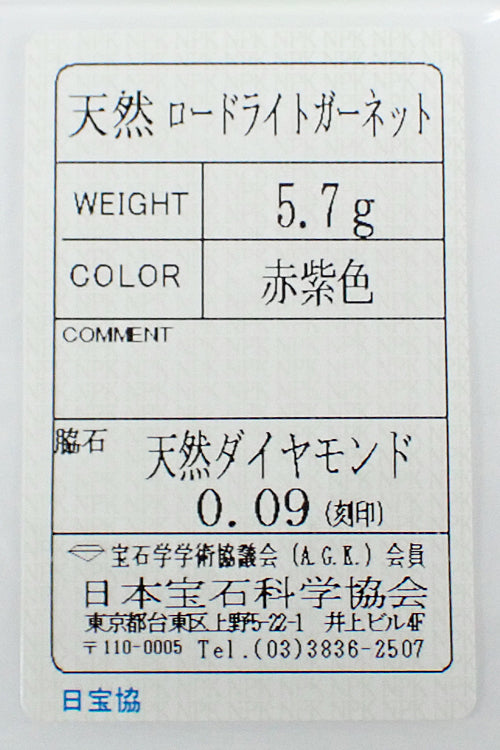 天然 ロードライトガーネット
WEIGHT 5.7g
COLOR 赤紫色
COMMENT
脇石 天然ダイヤモンド
0.09 (刻印)
宝石学学術協議会 (A.G.K.) 会員
日本宝石科学協会
東京都台東区上野5-22-1 井上ビル4F
〒110-0005 Tel.(03)3836-2507
日宝協